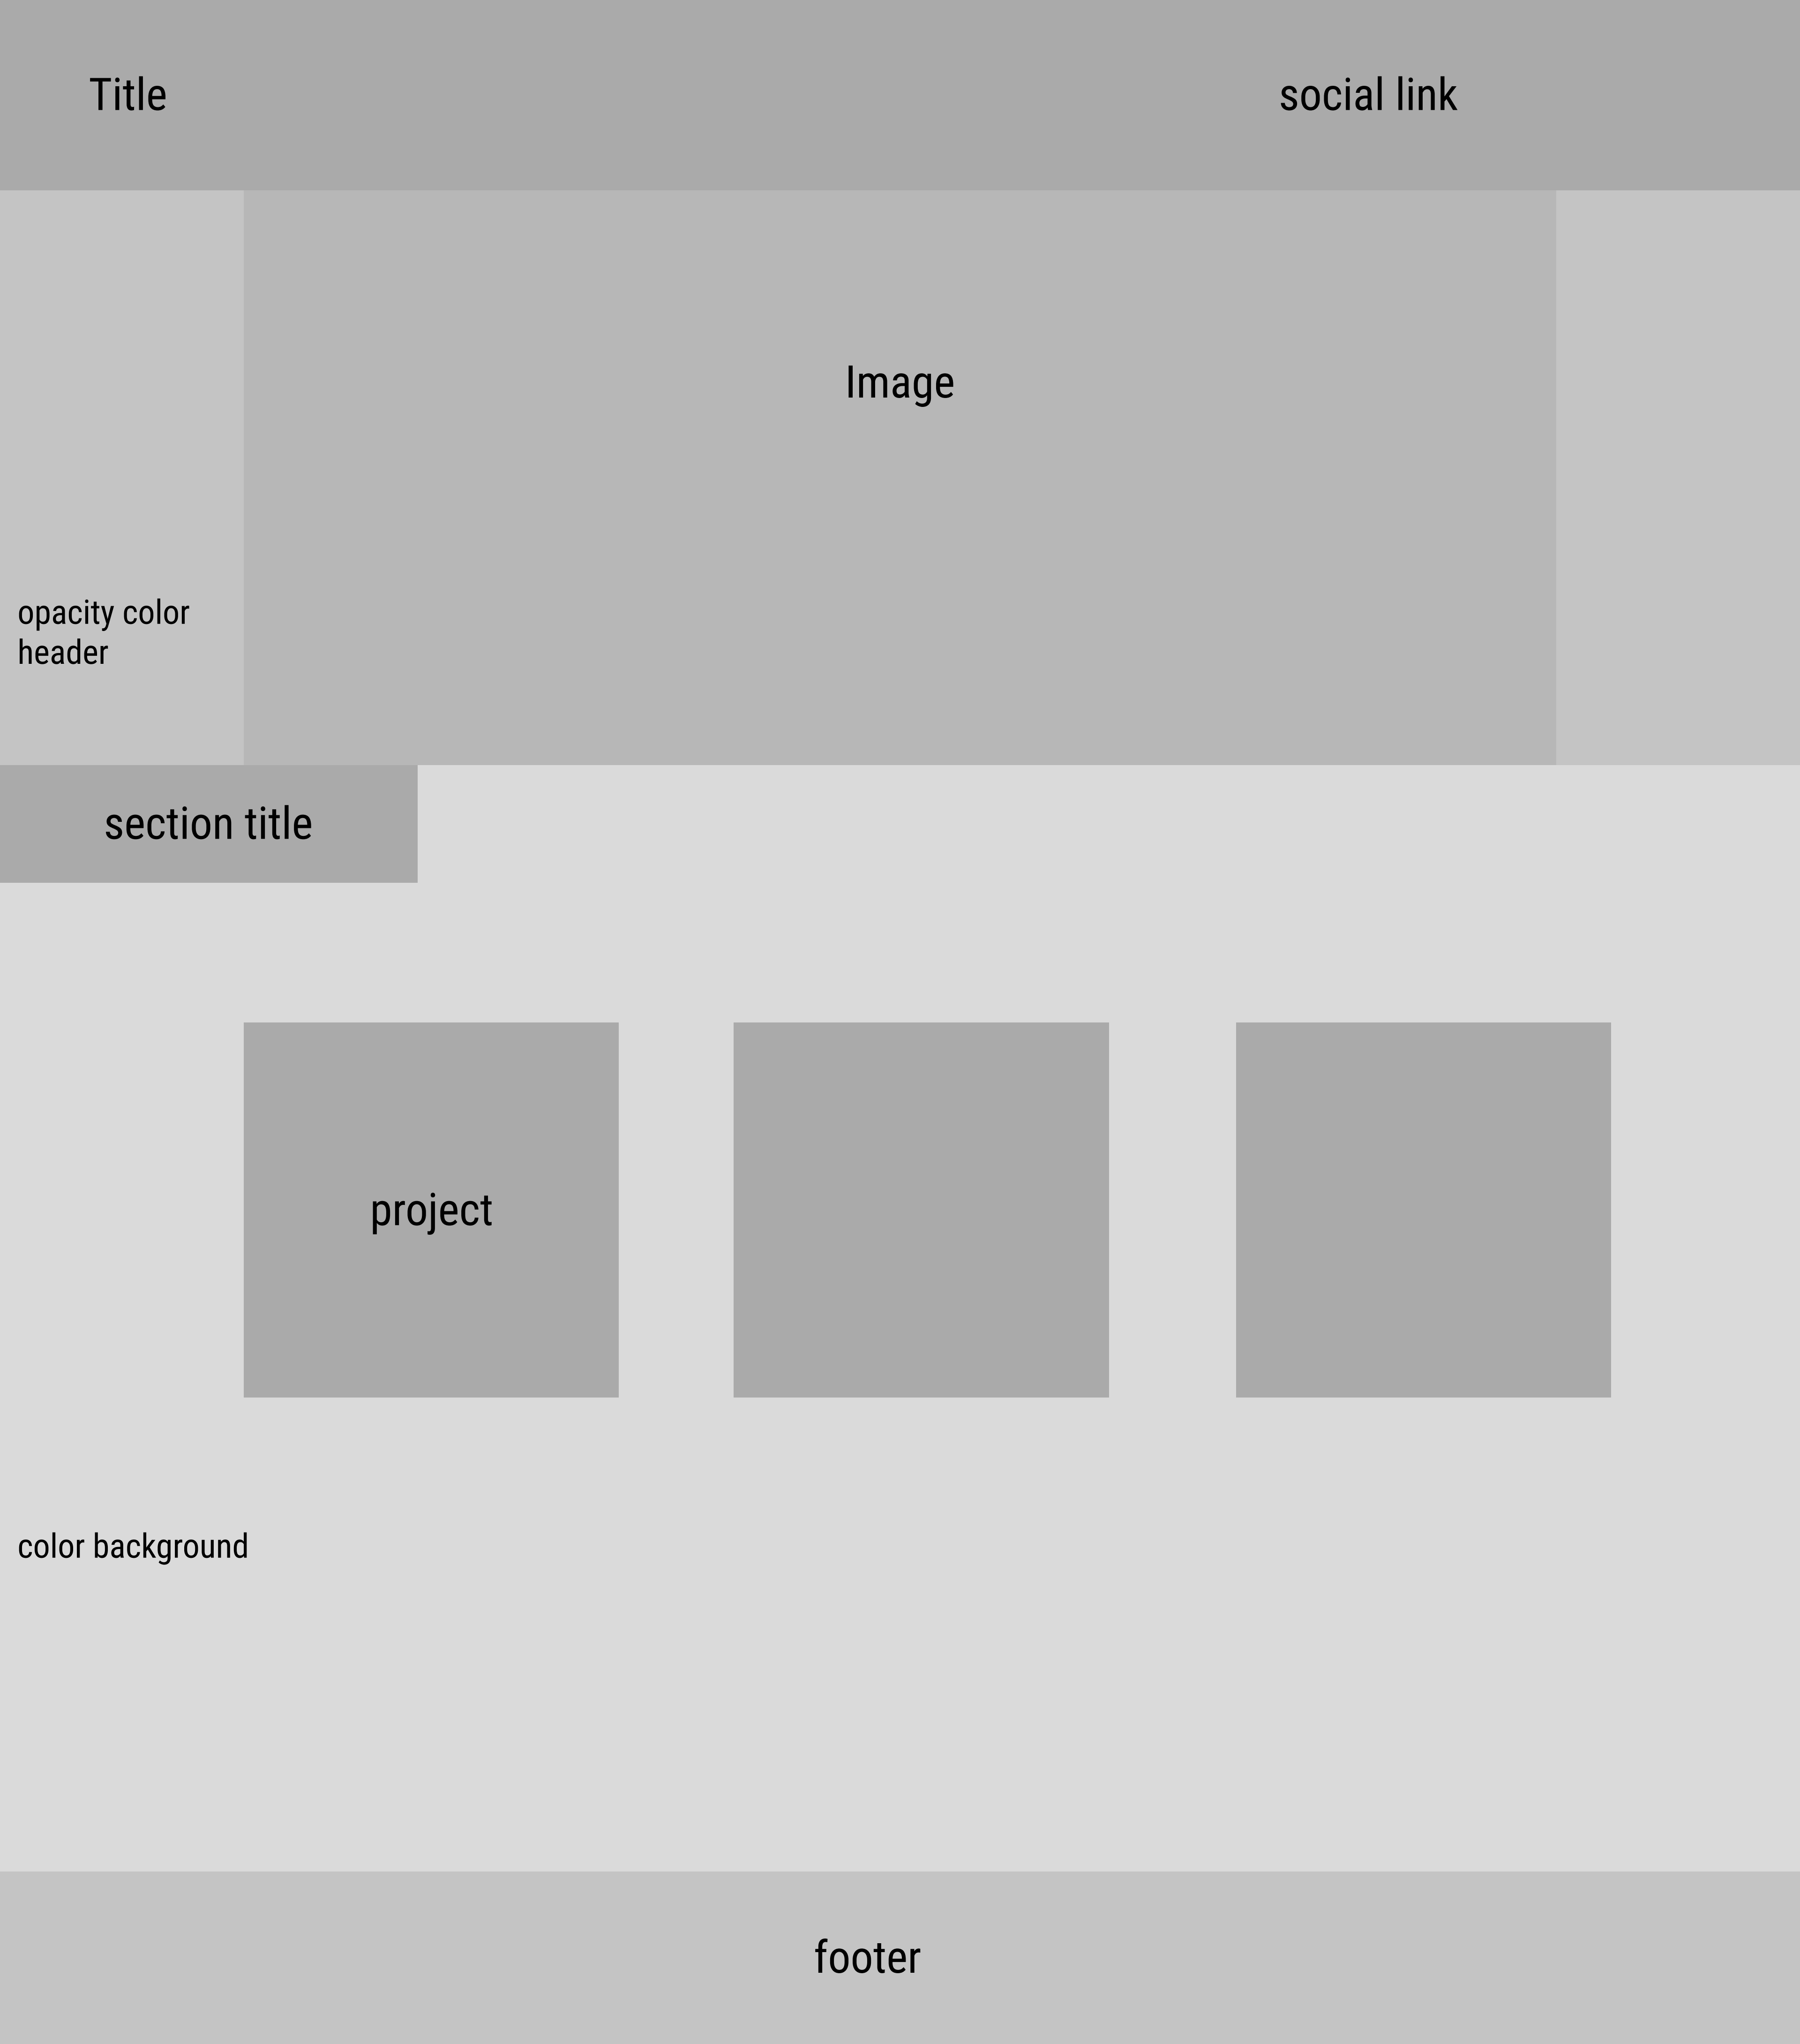 Title
social link
Image
opacity color
header
section title
project
color background
footer